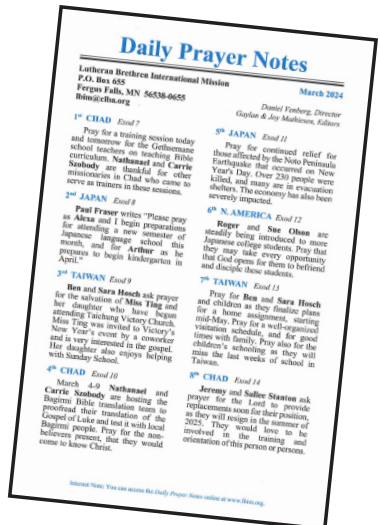 Daily Prayer Notes
Lutheran Brethren International Mission
P.O. Box 655
Fergus Falls, MN 56538-0655
lbim@clba.org
March 2024
Daniel Venberg, Director
Gaylan & Joy Mathiesen, Editors
1st CHAD Exod 7
Pray for a training session today
and tomorrow for the Gethsemane
school teachers on teaching Bible
curriculum. Nathanael and Carrie
Szobody are thankful for other
missionaries in Chad who came to
serve as trainers in these sessions.
2nd JAPAN Exod 8
Paul Fraser writes "Please pray
as Alexa and I begin preparations
for attending a new semester of
Japanese language school this
month, and for Arthur as he
prepares to begin kindergarten in
April."
3rd TAIWAN Exod 9
Ben and Sara Hosch ask prayer
for the salvation of Miss Ting and
her daughter who have begun
attending Taichung Victory Church.
Miss Ting was invited to Victory's
New Year's event by a coworker
and is very interested in the gospel.
Her daughter also enjoys helping
with Sunday School.
4th CHAD Exod 10
March 4-9 Nathanael and
Carrie Szobody are hosting the
Bagirmi Bible translation team to
proofread their translation of the
Gospel of Luke and test it with local
Bagirmi people. Pray for the non-
believers present, that they would
come to know Christ.
5th JAPAN Exod 11
Pray for continued relief for
those affected by the Noto Peninsula
Earthquake that occurred on New
Year's Day. Over 230 people were
killed, and many are in evacuation
shelters. The economy has also been
severely impacted.
6th N. AMERICA Exod 12
Roger and Sue Olson are
steadily being introduced to more
Japanese college students. Pray that
they may take every opportunity
that God opens for them to befriend
and disciple these students.
7th TAIWAN Exod 13
Pray for Ben and Sara Hosch
and children as they finalize plans
for a home assignment, starting
mid-May. Pray for a well-organized
visitation schedule, and for good
times with family. Pray also for the
children's schooling as they will
miss the last weeks of school in
Taiwan.
8th CHAD Exod 14
Jeremy and Sallee Stanton ask
prayer for the Lord to provide
replacements soon for their position,
as they will resign in the summer of
2025. They would love to be
involved in the training and
orientation of this person or persons.
Internet Note: You can access the Daily Prayer Notes online at www.lbim.org.